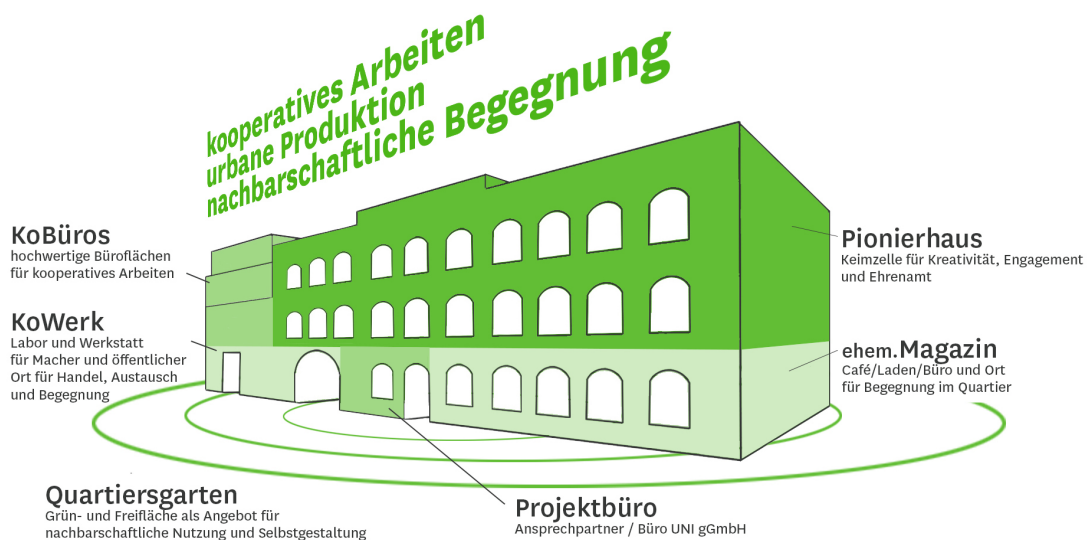 kooperatives Arbeiten
urbane Produktion
nachbarschaftliche Begegnung
KoBüros
hochwertige Büroflächen
für kooperatives Arbeiten
KoWerk
Labor und Werkstatt
für Macher und öffentlicher
Ort für Handel, Austausch
und Begegnung
Pionierhaus
Keimzelle für Kreativität, Engagement
und Ehrenamt
ehem.Magazin
Café/Laden/Büro und Ort
für Begegnung im Quartier
Quartiersgarten
Grün- und Freifläche als Angebot für
nachbarschaftliche Nutzung und Selbstgestaltung
Projektbüro
Ansprechpartner / Büro UNI gGmbH